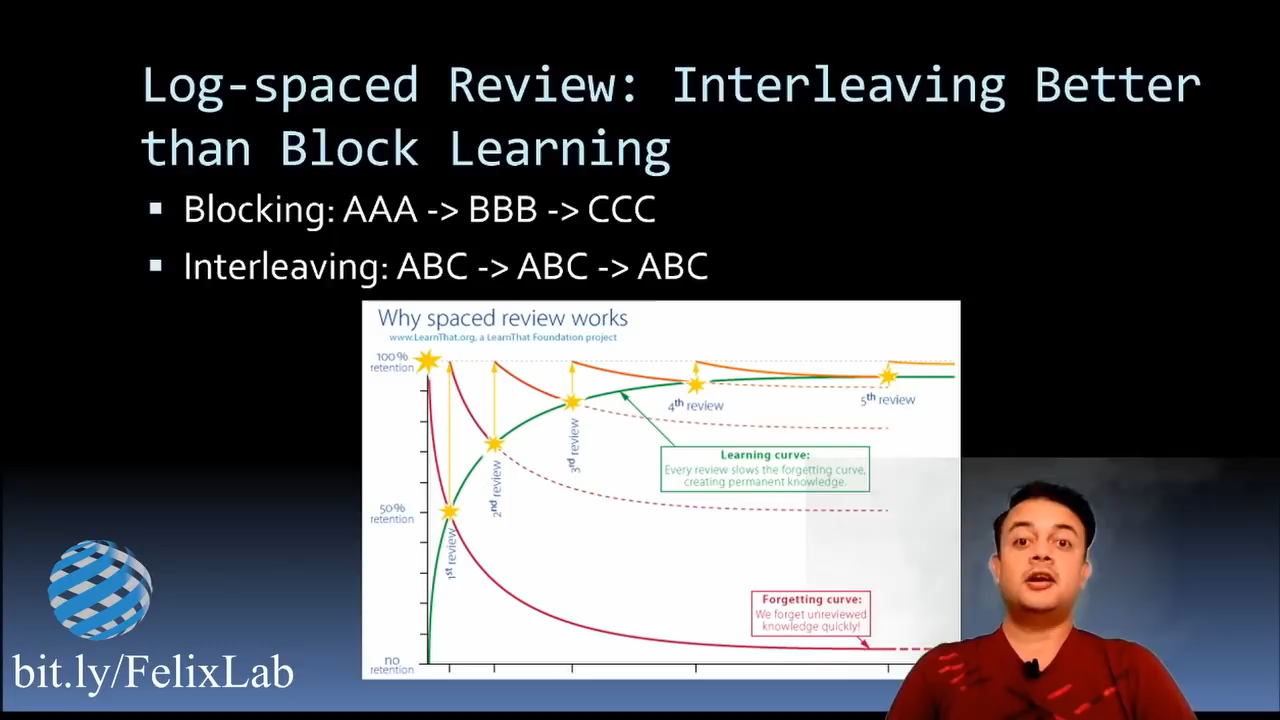 Log-spaced Review: Interleaving Better
than Block Learning
▪ Blocking: AAA -> BBB -> CCC
▪ Interleaving: ABC -> ABC -> ABC
Why spaced review works
www.LearnThat.org, a LearnThat Foundation project
100%
retention
50%
retention
no
retention
1st review
2nd review
3rd review
4th review
5th review
Learning curve:
Every review slows the forgetting curve,
creating permanent knowledge.
Forgetting curve:
We forget unreviewed
knowledge quickly!
bit.ly/FelixLab